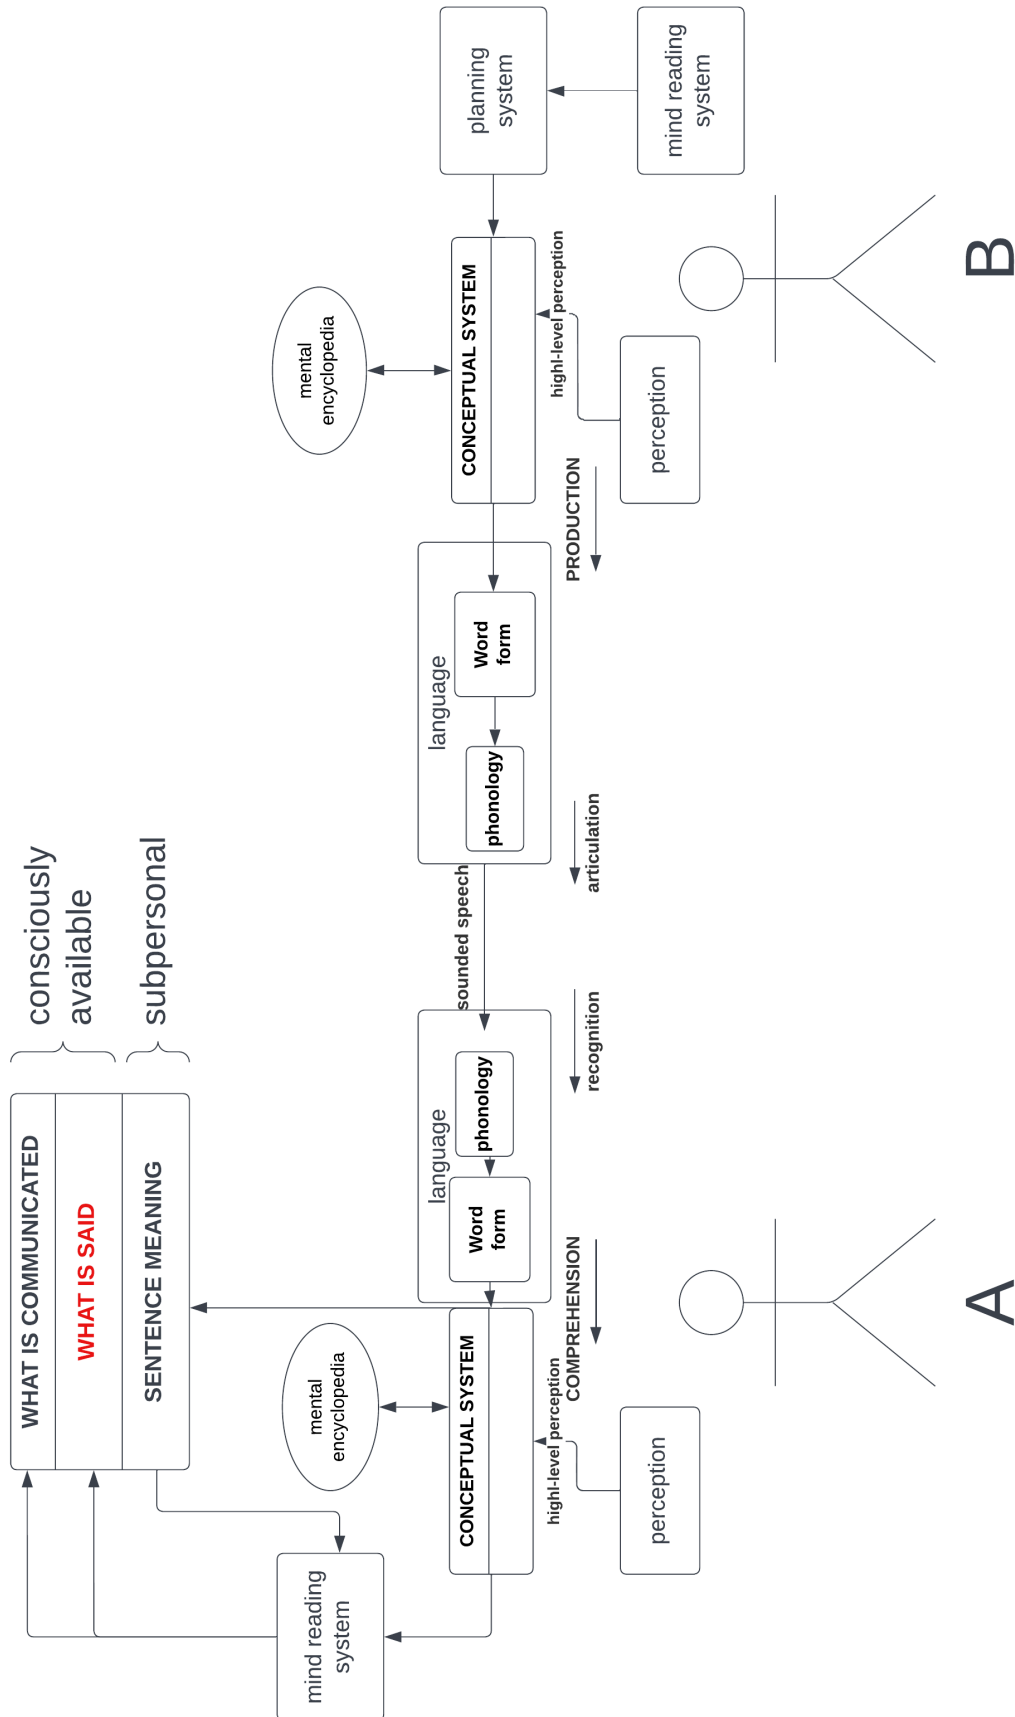 WHAT IS COMMUNICATED
WHAT IS SAID
SENTENCE MEANING
consciously
available
subpersonal
mind reading
system
mental
encyclopedia
CONCEPTUAL SYSTEM
highl-level perception
perception
COMPREHENSION
language
Word
form
phonology
recognition
sounded speech
articulation
language
phonology
Word
form
PRODUCTION
mental
encyclopedia
CONCEPTUAL SYSTEM
highl-level perception
perception
planning
system
mind reading
system
A
B